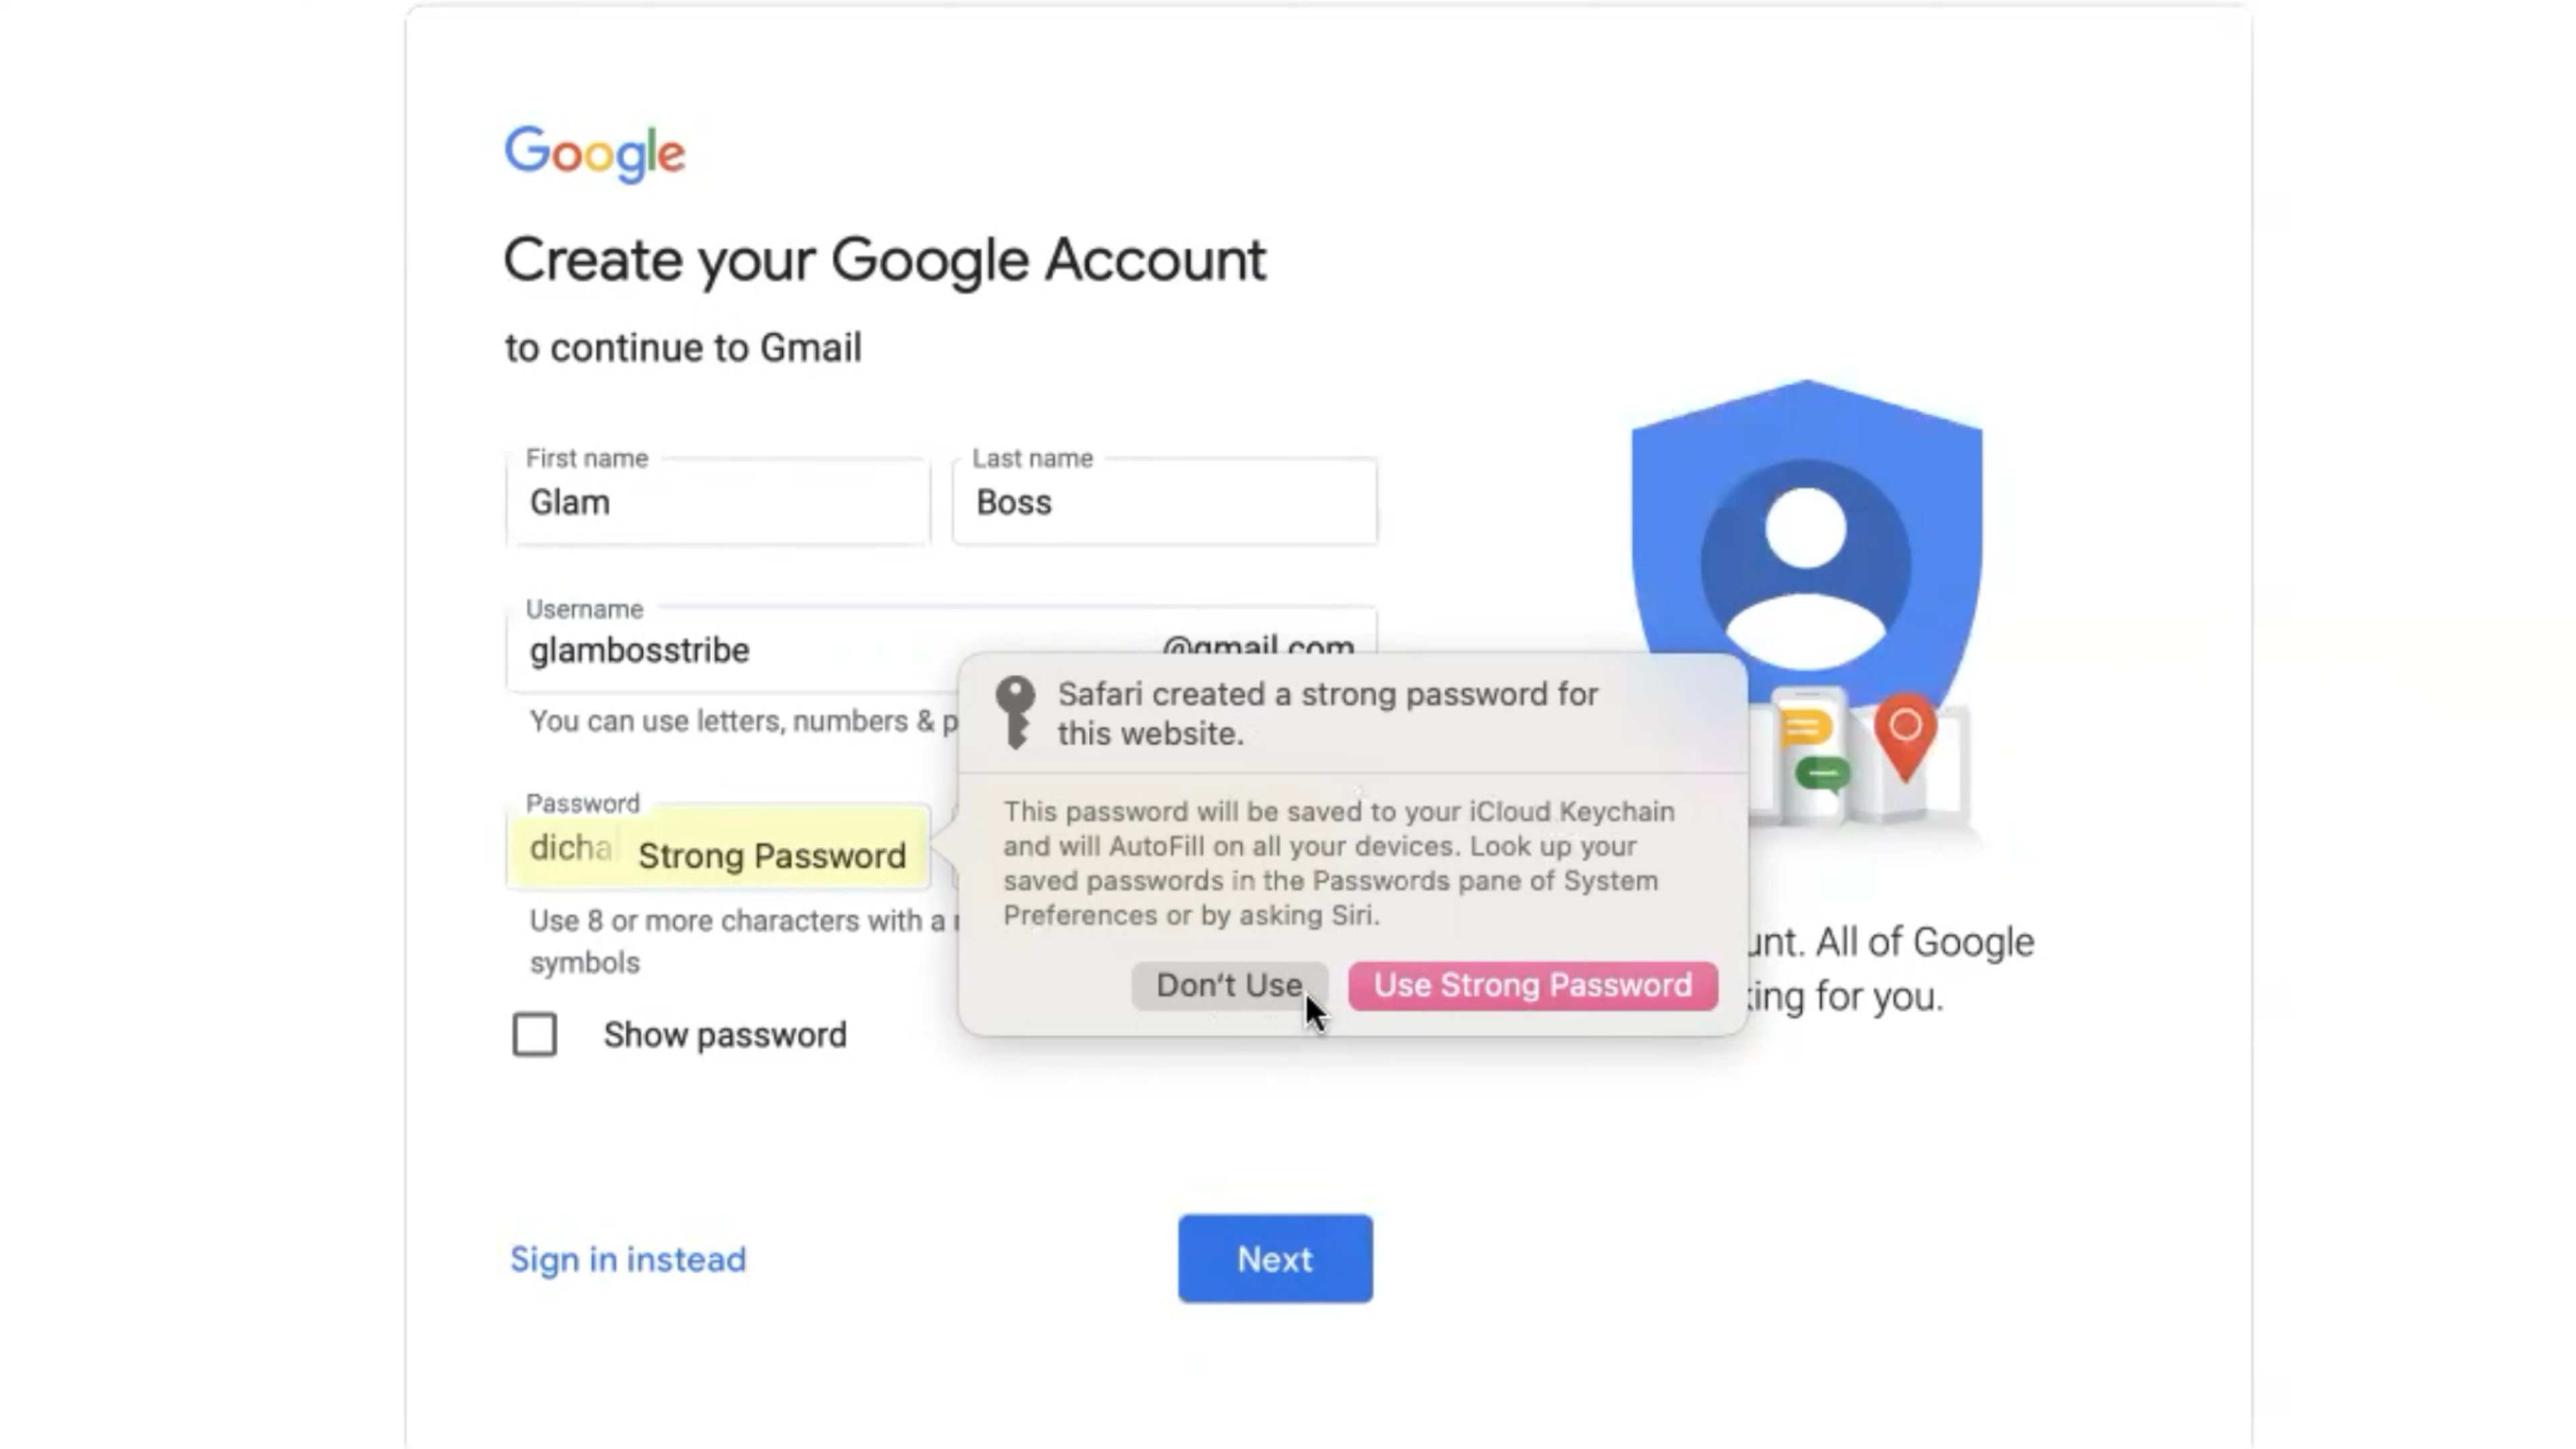 Google
Create your Google Account
to continue to Gmail
First name
Glam
Last name
Boss
Username
glambosstribe
@gmail.com
You can use letters, numbers &
Safari created a strong password for
this website.
Password
dicha
Strong Password
This password will be saved to your iCloud Keychain
and will AutoFill on all your devices. Look up your
saved passwords in the Passwords pane of System
Preferences or by asking Siri.
Don't Use
Use Strong Password
Use 8 or more characters with a
symbols
All of Google
for you.
Show password
Sign in instead
Next